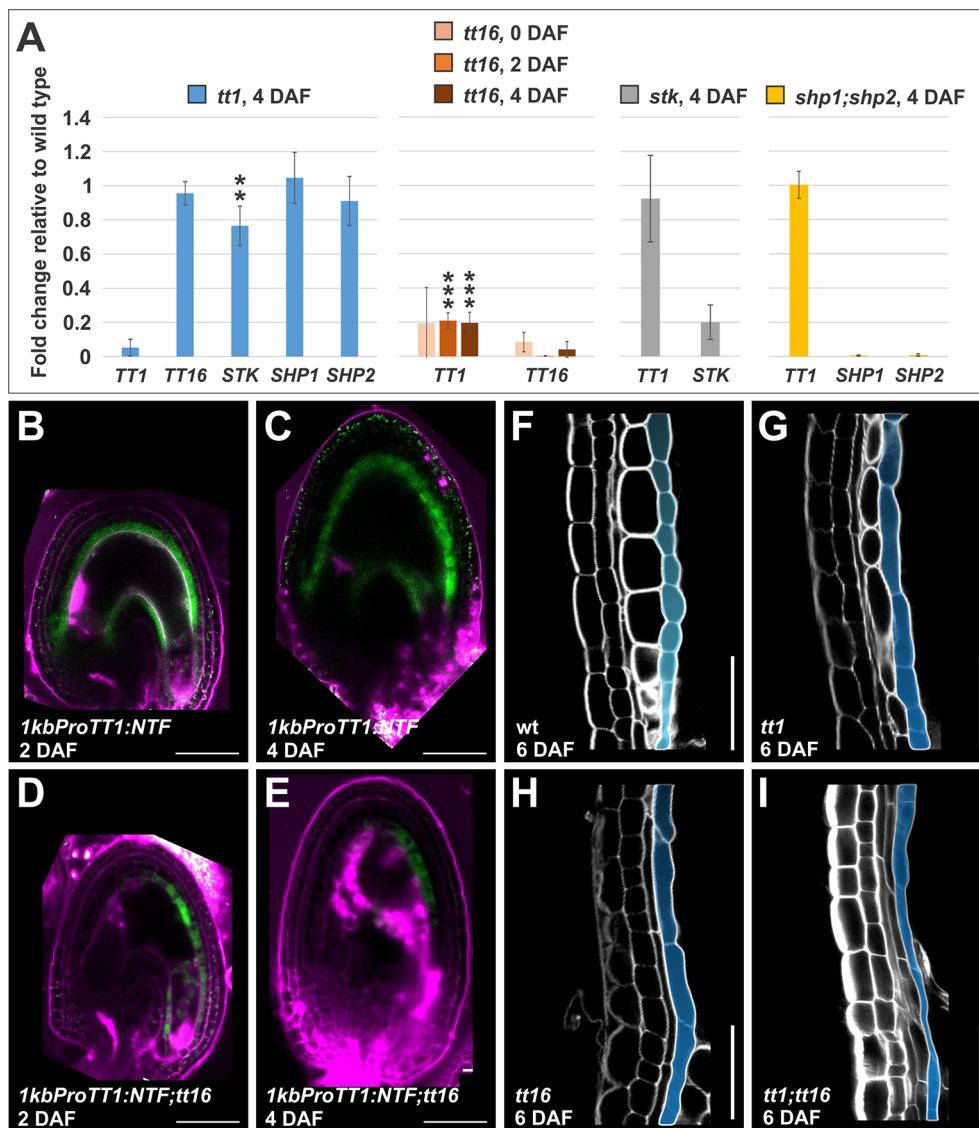 A
tt1, 4 DAF
tt16, 0 DAF
tt16, 2 DAF
tt16, 4 DAF
stk, 4 DAF
shp1;shp2, 4 DAF
Fold change relative to wild type
1.4
1.2
1
0.8
0.6
0.4
0.2
0
**
***
***
TT1 TT16 STK SHP1 SHP2
TT1 TT16
TT1 STK
TT1 SHP1 SHP2
B
1kbProTT1:NTF
2 DAF
C
1kbProTT1:NTF
4 DAF
F
wt
6 DAF
G
tt1
6 DAF
D
1kbProTT1:NTF;tt16
2 DAF
E
1kbProTT1:NTF;tt16
4 DAF
H
tt16
6 DAF
I
tt1;tt16
6 DAF